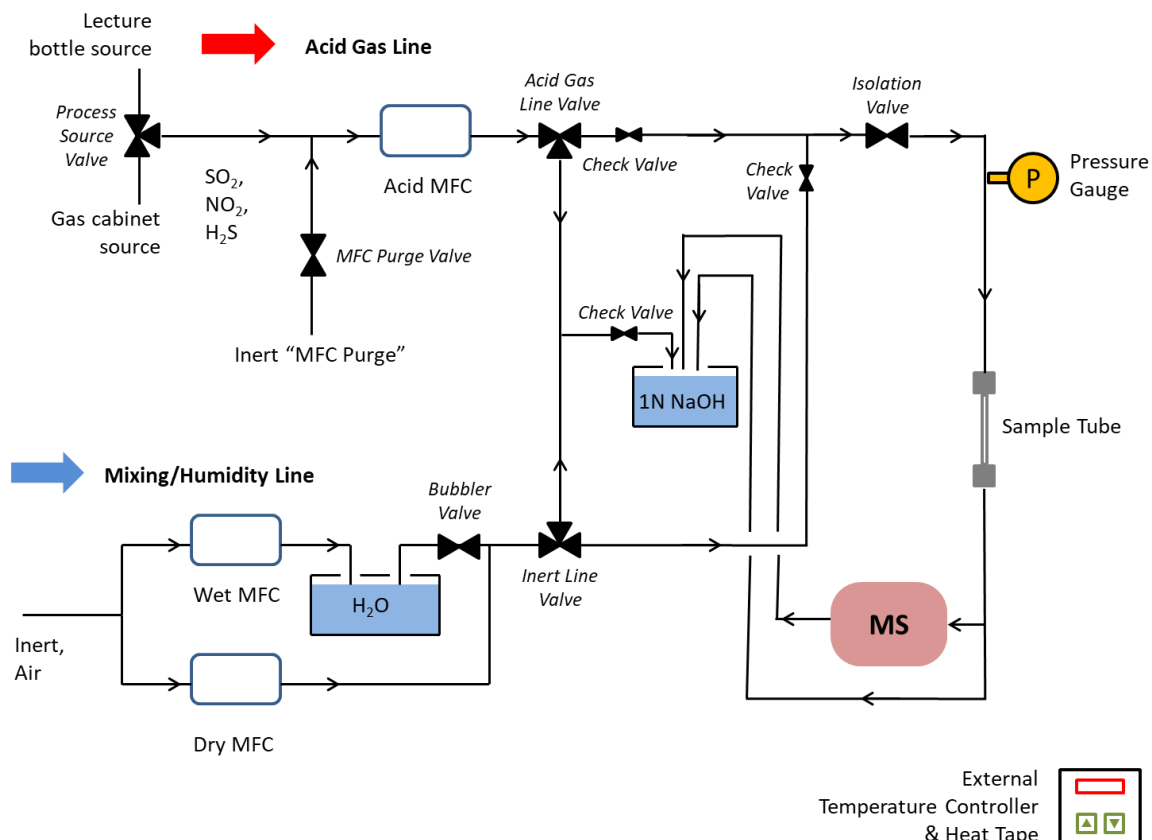 Lecture
bottle source
Acid Gas Line
Process
Source
Valve
Gas cabinet
source
SO₂,
NO₂,
H₂S
Acid MFC
MFC Purge Valve
Inert “MFC Purge”
Acid Gas
Line Valve
Check Valve
Check
Valve
Isolation
Valve
P
Pressure
Gauge
Check Valve
1N NaOH
Sample Tube
Mixing/Humidity Line
Bubbler
Valve
Wet MFC
H₂O
Inert Line
Valve
MS
Inert,
Air
Dry MFC
External
Temperature Controller
& Heat Tape